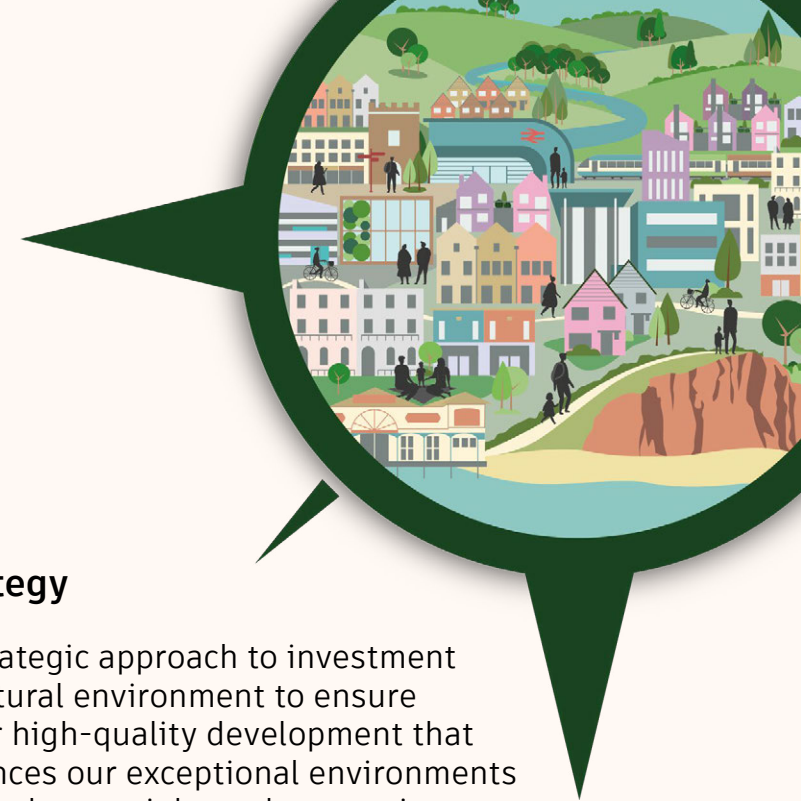 tegy
ategic approach to investment
tural environment to ensure
r high-quality development that
nces our exceptional environments